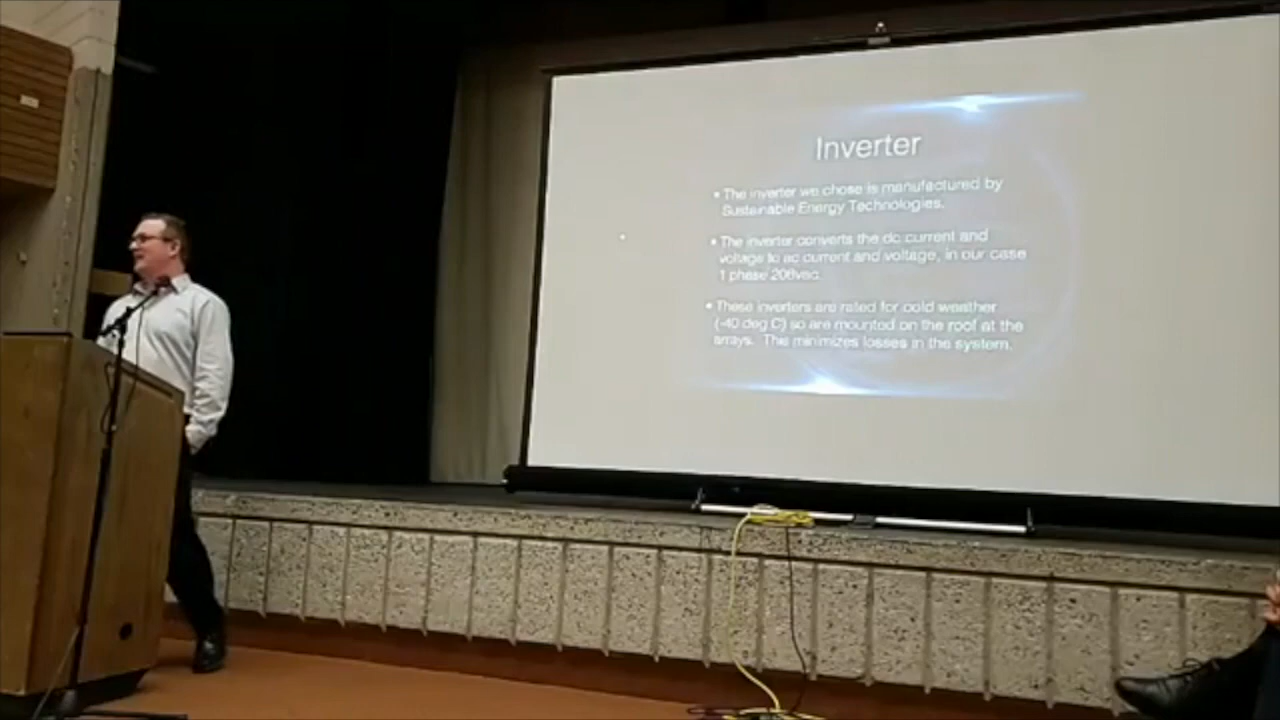 Inverter
• The inverter we chose is manufactured by
Sustainable Energy Technologies.
• The inverter converts the dc current and
voltage to ac current and voltage, in our case
1 phase 208vac.
• These inverters are rated for cold weather
(-40 deg C) so are mounted on the roof at the
arrays. This minimizes losses in the system.